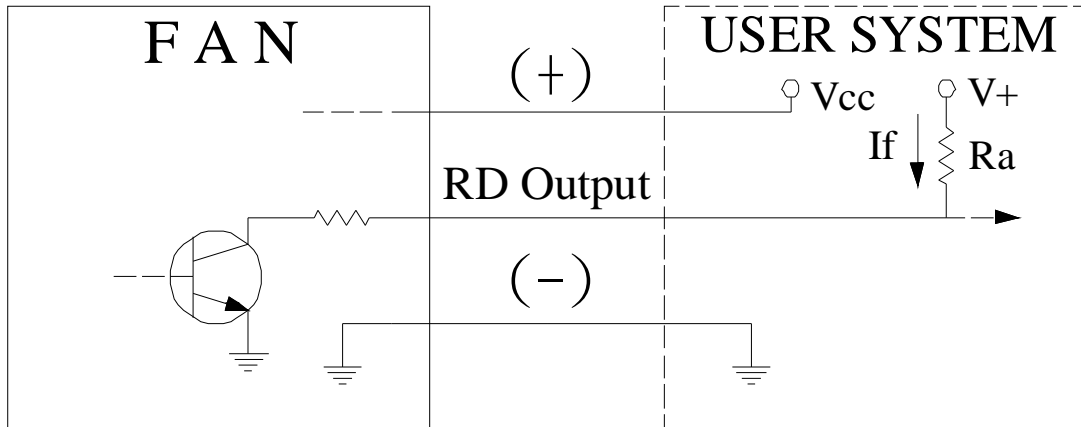 F A N
USER SYSTEM
(+)
Vcc
V+
If
Ra
RD Output
(-)